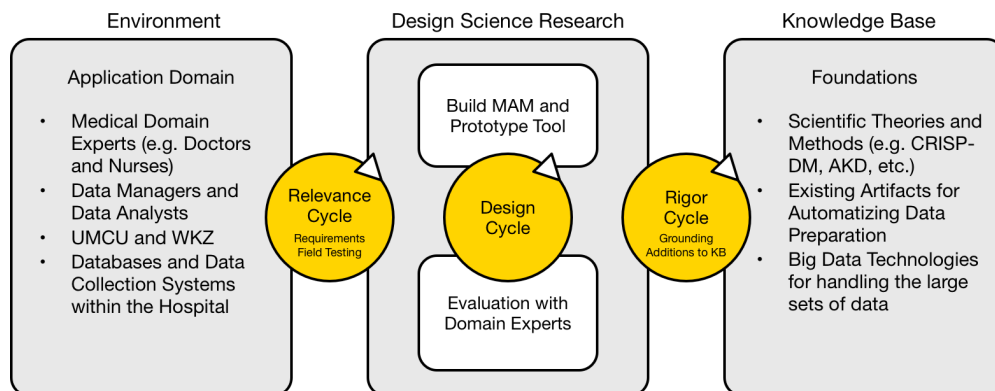 Environment
Design Science Research
Knowledge Base
Application Domain
• Medical Domain
Experts (e.g. Doctors
and Nurses)
• Data Managers and
Data Analysts
• UMCU and WKZ
• Databases and Data
Collection Systems
within the Hospital
Relevance
Cycle
Requirements
Field Testing
Build MAM and
Prototype Tool
Design
Cycle
Evaluation with
Domain Experts
Rigor
Cycle
Grounding
Additions to KB
Foundations
• Scientific Theories and
Methods (e.g. CRISP-
DM, AKD, etc.)
• Existing Artifacts for
Automatizing Data
Preparation
• Big Data Technologies
for handling the large
sets of data